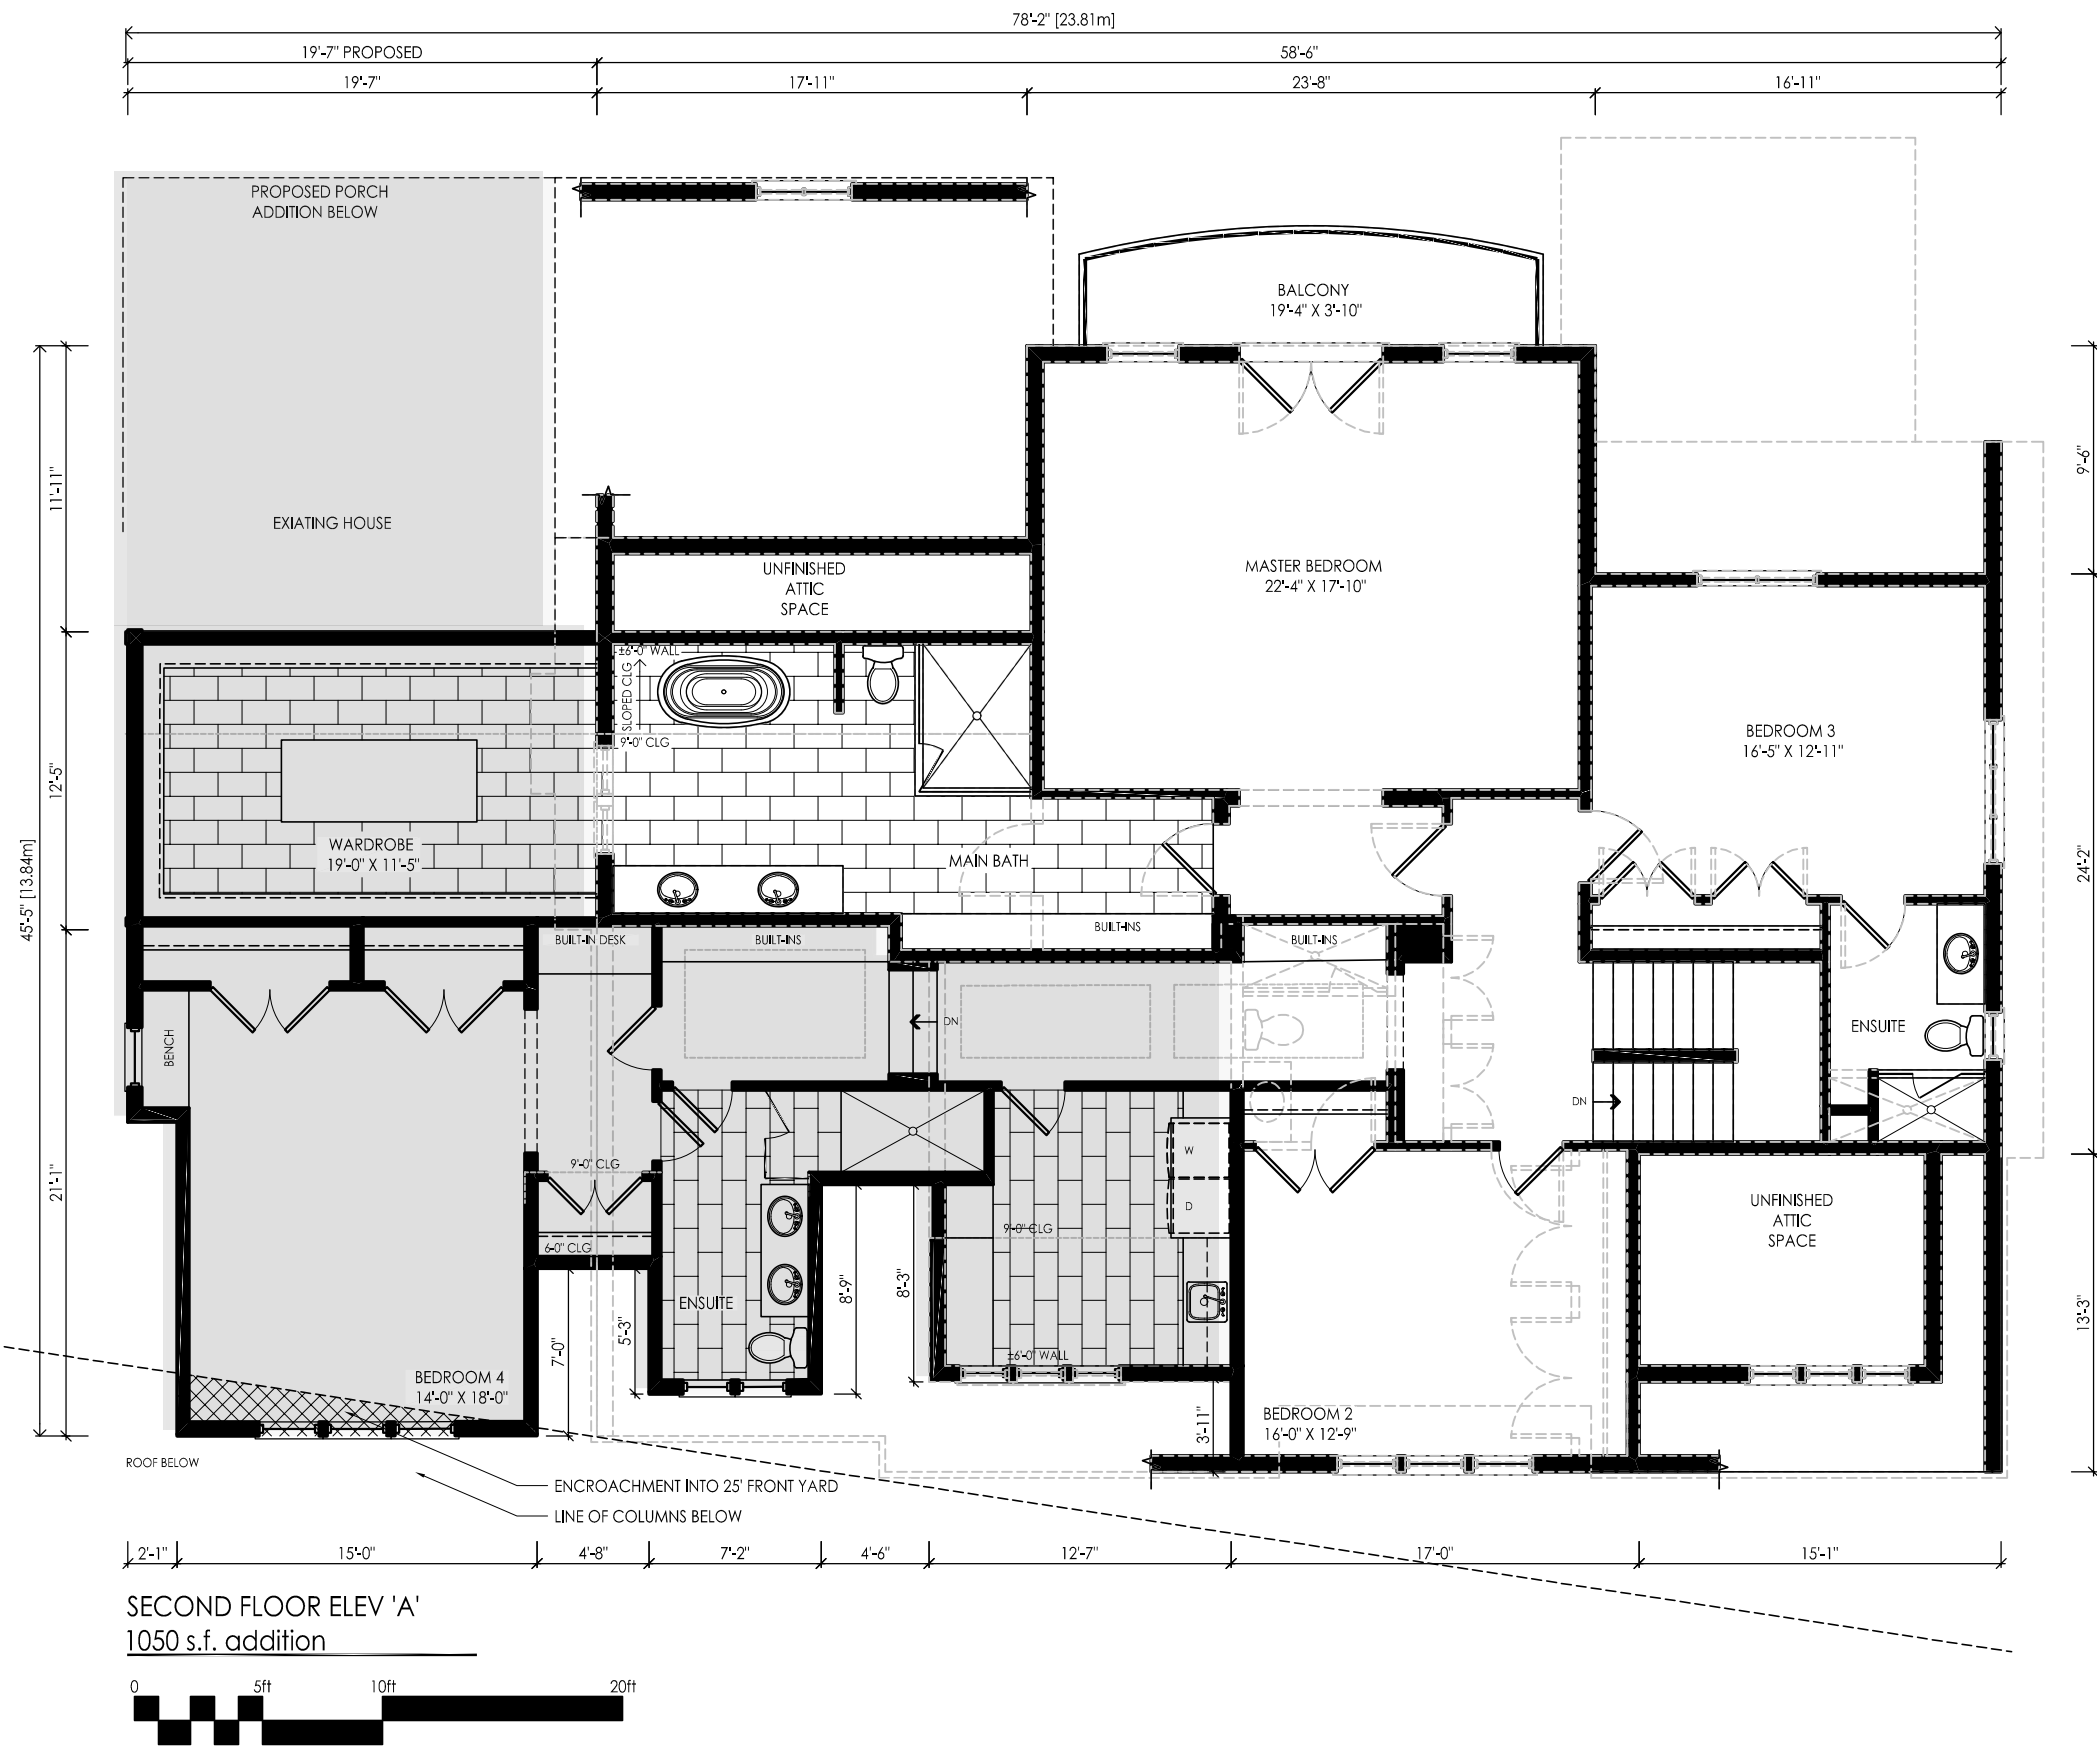 78'-2" [23.81m]
19'-7" PROPOSED
58'-6"
19'-7"
17'-11"
23'-8"
16'-11"
PROPOSED PORCH
ADDITION BELOW
BALCONY
19'-4" X 3'-10"
11'-11"
9'-6"
EXIATING HOUSE
UNFINISHED
ATTIC
SPACE
MASTER BEDROOM
22'-4" X 17'-10"
±6'-0" WALL
SLOPED CLG
9'-0" CLG
BEDROOM 3
16'-5" X 12'-11"
12'-5"
WARDROBE
19'-0" X 11'-5"
MAIN BATH
45'-5" [13.84m]
24'-2"
BUILT-IN DESK
BUILT-INS
BUILT-INS
BUILT-INS
BENCH
DN
ENSUITE
DN
W
D
9'-0" CLG
21'-1"
UNFINISHED
ATTIC
SPACE
9'-0" CLG
6-0" CLG
8'-9"
8'-3"
ENSUITE
5'-3"
7'-0"
13'-3"
±6'-0" WALL
BEDROOM 4
14'-0" X 18'-0"
BEDROOM 2
16'-0" X 12'-9"
3'-11"
ROOF BELOW
ENCROACHMENT INTO 25' FRONT YARD
LINE OF COLUMNS BELOW
2'-1"
15'-0"
4'-8"
7'-2"
4'-6"
12'-7"
17'-0"
15'-1"
SECOND FLOOR ELEV 'A'
1050 s.f. addition
0
5ft
10ft
20ft